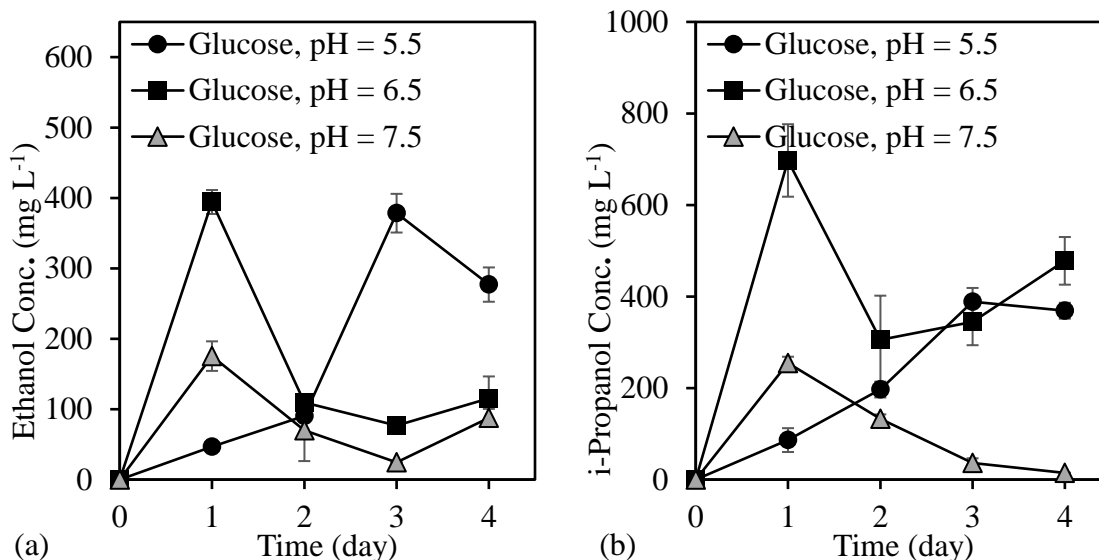 Glucose, pH = 5.5
Glucose, pH = 6.5
Glucose, pH = 7.5
600
500
400
300
200
100
0
Ethanol Conc. (mg L-1)
0 1 2 3 4
Time (day)
(a)
Glucose, pH = 5.5
Glucose, pH = 6.5
Glucose, pH = 7.5
1000
800
600
400
200
0
i-Propanol Conc. (mg L-1)
0 1 2 3 4
Time (day)
(b)